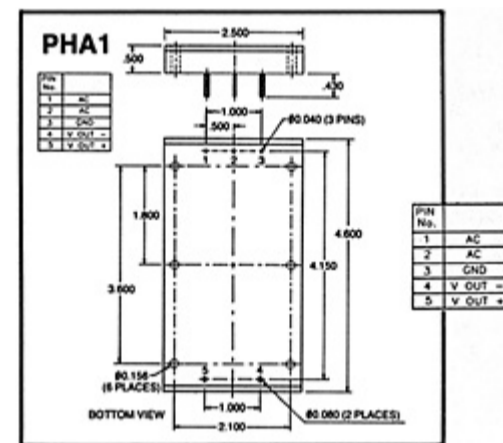 PHA1
2.500
.500
.430
PIN No.
1 AC
2 AC
3 GND
4 V OUT -
5 V OUT +
1.000
.500
Ø0.040 (3 PINS)
1 2 3
1.800
4.600
4.150
3.600
PIN No.
1 AC
2 AC
3 GND
4 V OUT -
5 V OUT +
Ø0.156
(6 PLACES)
5 4
BOTTOM VIEW
1.000
Ø0.080 (2 PLACES)
2.100